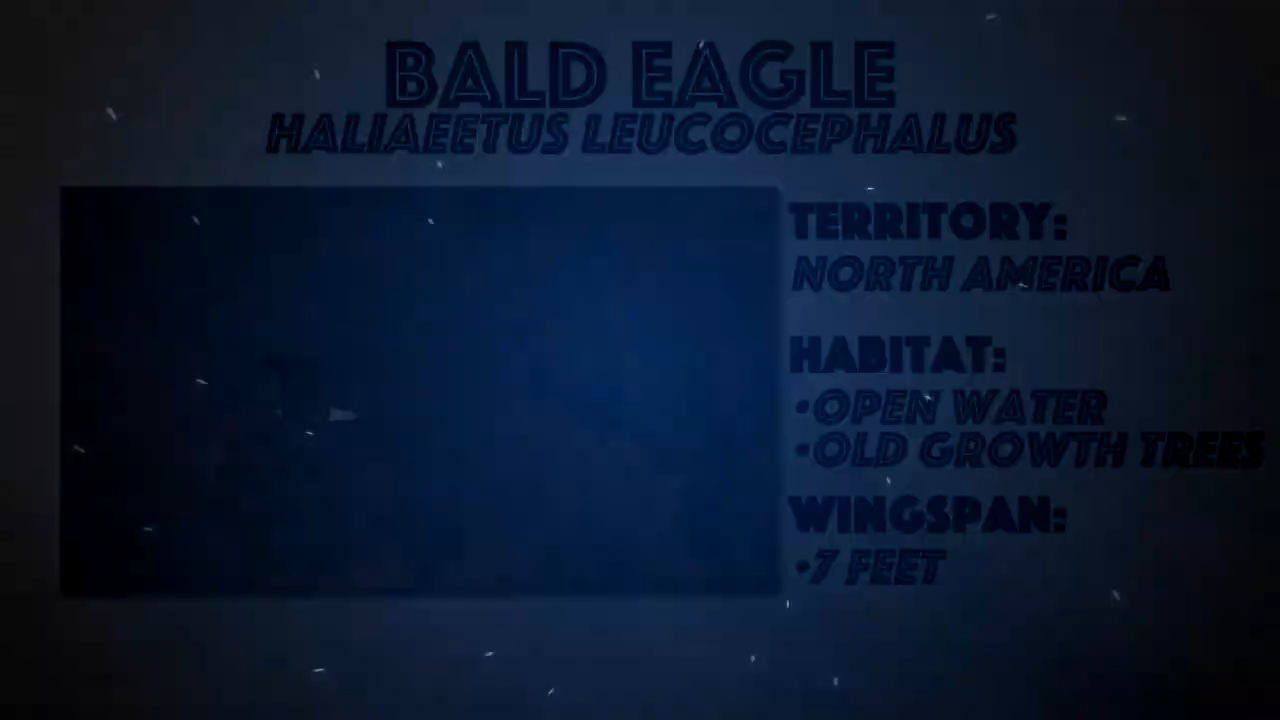 BALD EAGLE
HALIAEETUS LEUCOCEPHALUS
TERRITORY:
NORTH AMERICA
HABITAT:
•OPEN WATER
•OLD GROWTH TREES
WINGSPAN:
•7 FEET